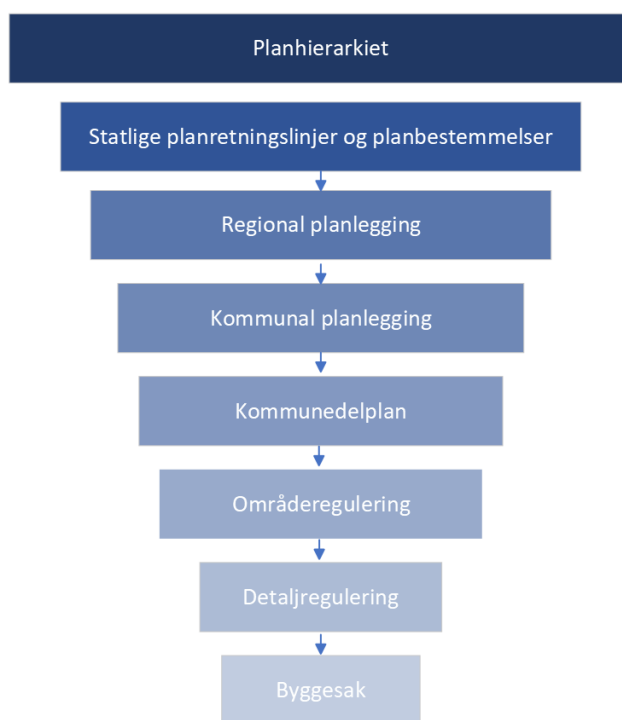 Planhierarkiet
Statlige planretningslinjer og planbestemmelser
Regional planlegging
Kommunal planlegging
Kommunedelplan
Områderegulering
Detaljregulering
Byggesak